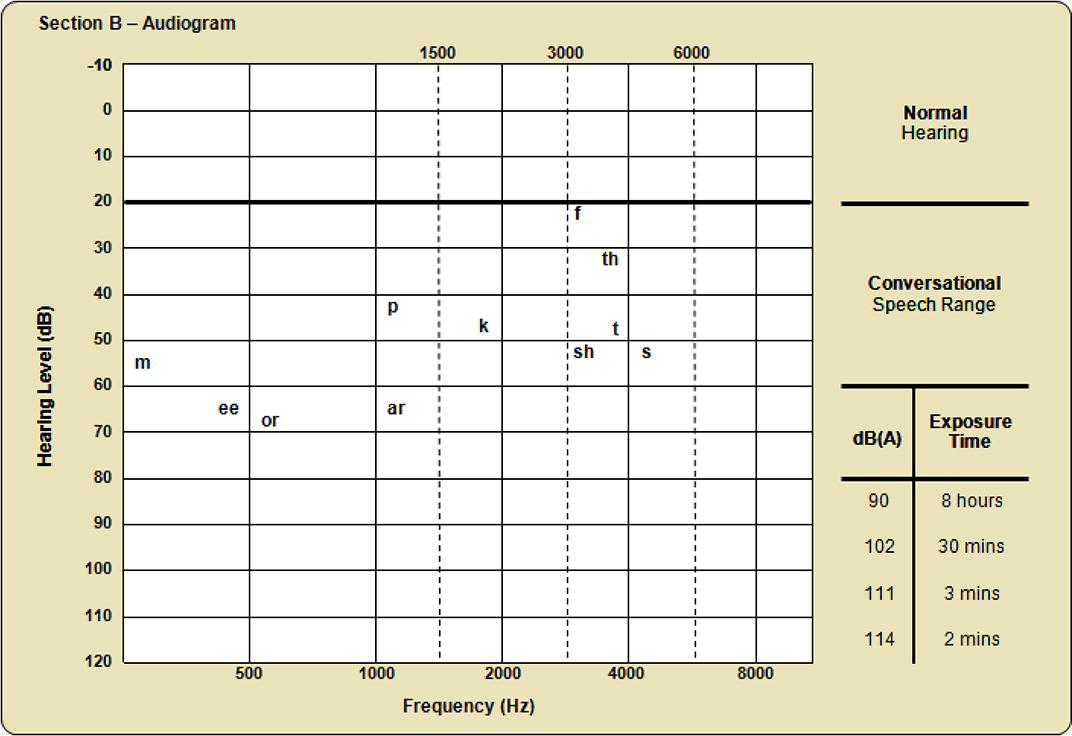 Section B – Audiogram
1500 3000 6000
-10
0
10
20
30
40
50
60
70
80
90
100
110
120
Hearing Level (dB)
f
th
p
k
t
sh s
m
ee
or
ar
500 1000 2000 4000 8000
Frequency (Hz)
Normal
Hearing
Conversational
Speech Range
dB(A) Exposure
Time
90 8 hours
102 30 mins
111 3 mins
114 2 mins